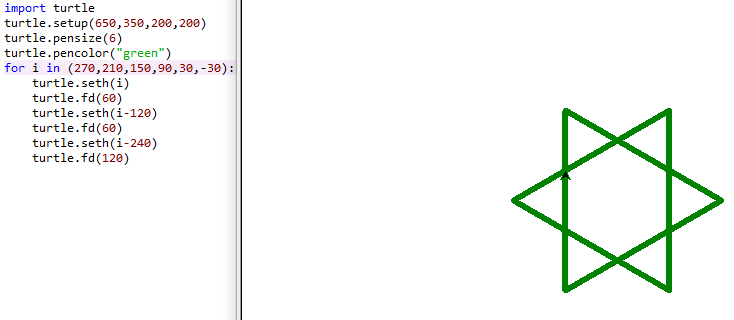 import turtle
turtle.setup(650,350,200,200)
turtle.pensize(6)
turtle.pencolor("green")
for i in (270,210,150,90,30,-30):
    turtle.seth(i)
    turtle.fd(60)
    turtle.seth(i-120)
    turtle.fd(60)
    turtle.seth(i-240)
    turtle.fd(120)